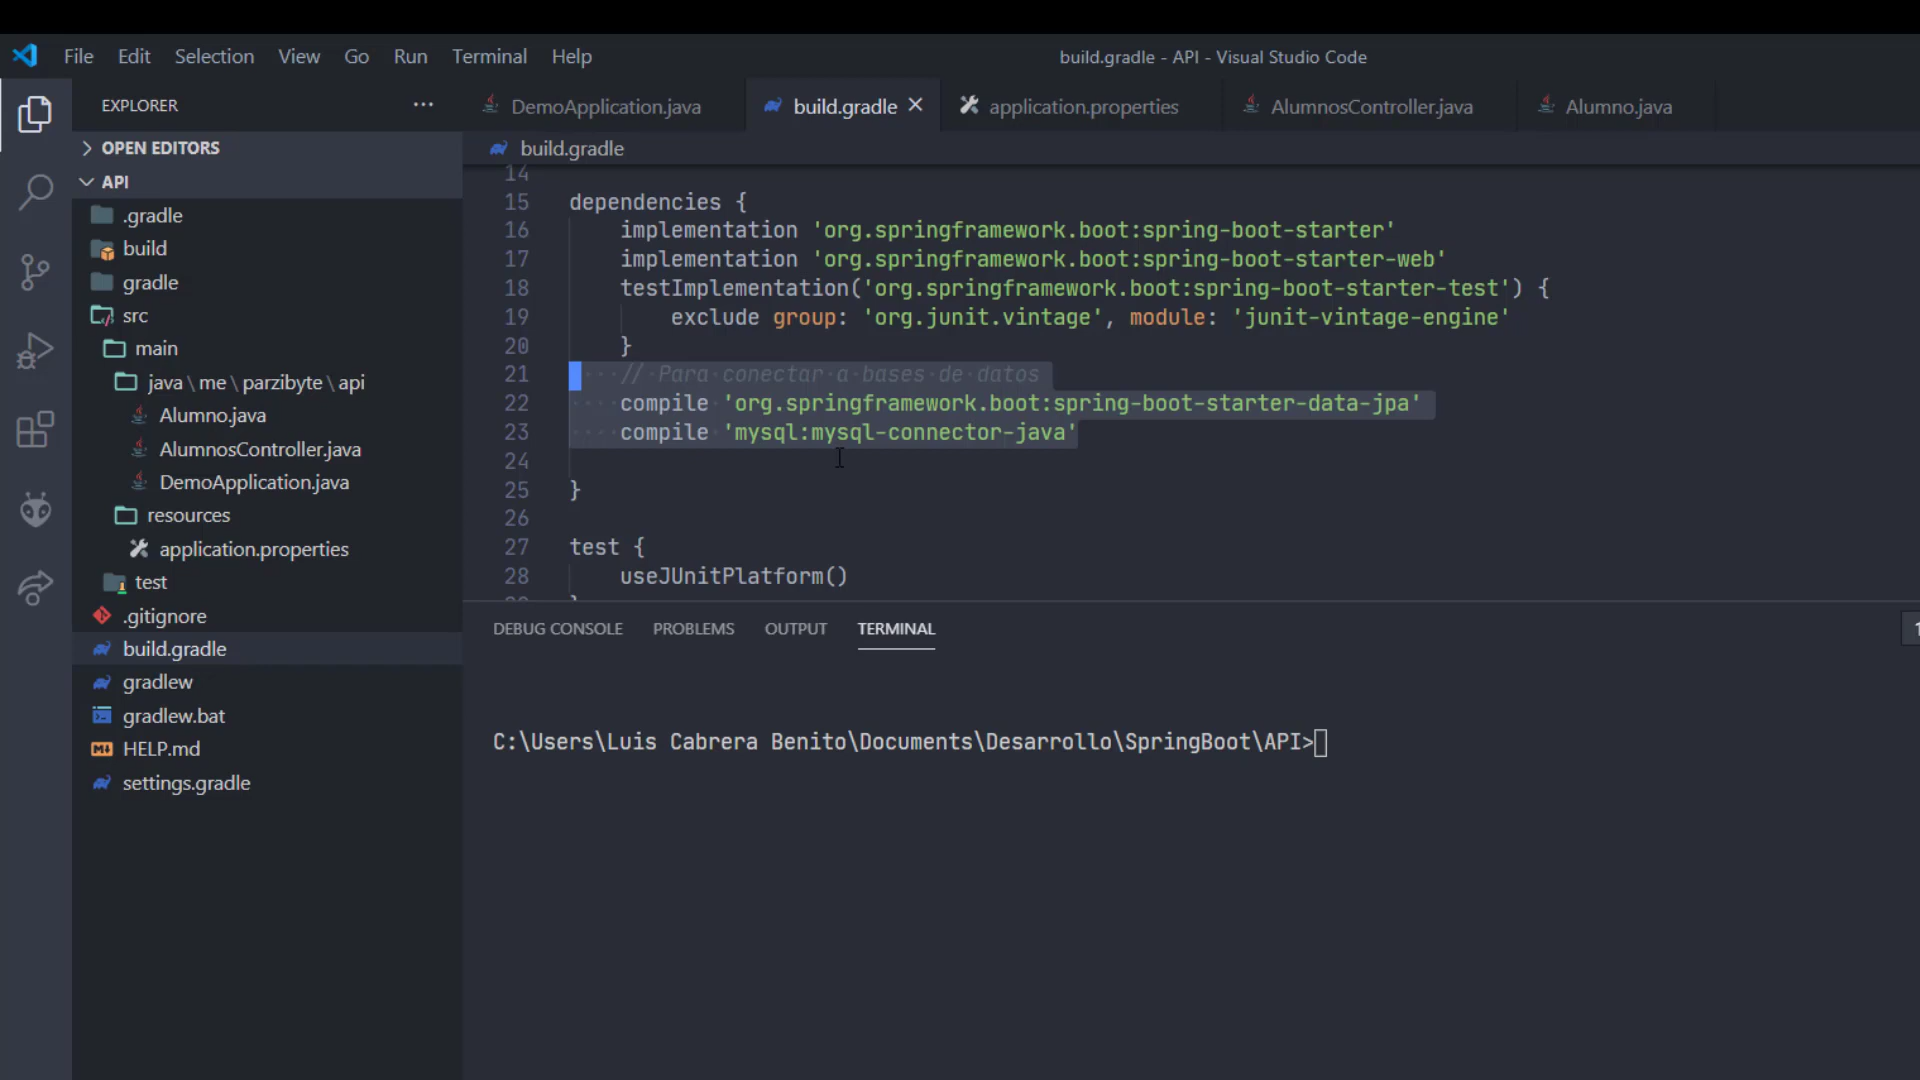 File Edit Selection View Go Run Terminal Help
build.gradle - API - Visual Studio Code
EXPLORER
OPEN EDITORS
API
.gradle
build
gradle
src
main
java\me\parzibyte\api
Alumno.java
AlumnosController.java
DemoApplication.java
resources
application.properties
test
.gitignore
build.gradle
gradlew
gradlew.bat
HELP.md
settings.gradle
DemoApplication.java build.gradle application.properties AlumnosController.java Alumno.java
build.gradle
14
15 dependencies {
16 implementation 'org.springframework.boot:spring-boot-starter'
17 implementation 'org.springframework.boot:spring-boot-starter-web'
18 testImplementation('org.springframework.boot:spring-boot-starter-test') {
19 exclude group: 'org.junit.vintage', module: 'junit-vintage-engine'
20 }
21 // Para conectar a bases de datos
22 compile 'org.springframework.boot:spring-boot-starter-data-jpa'
23 compile 'mysql:mysql-connector-java'
24
25 }
26
27 test {
28 useJUnitPlatform()
DEBUG CONSOLE PROBLEMS OUTPUT TERMINAL
C:\Users\Luis Cabrera Benito\Documents\Desarrollo\SpringBoot\API>